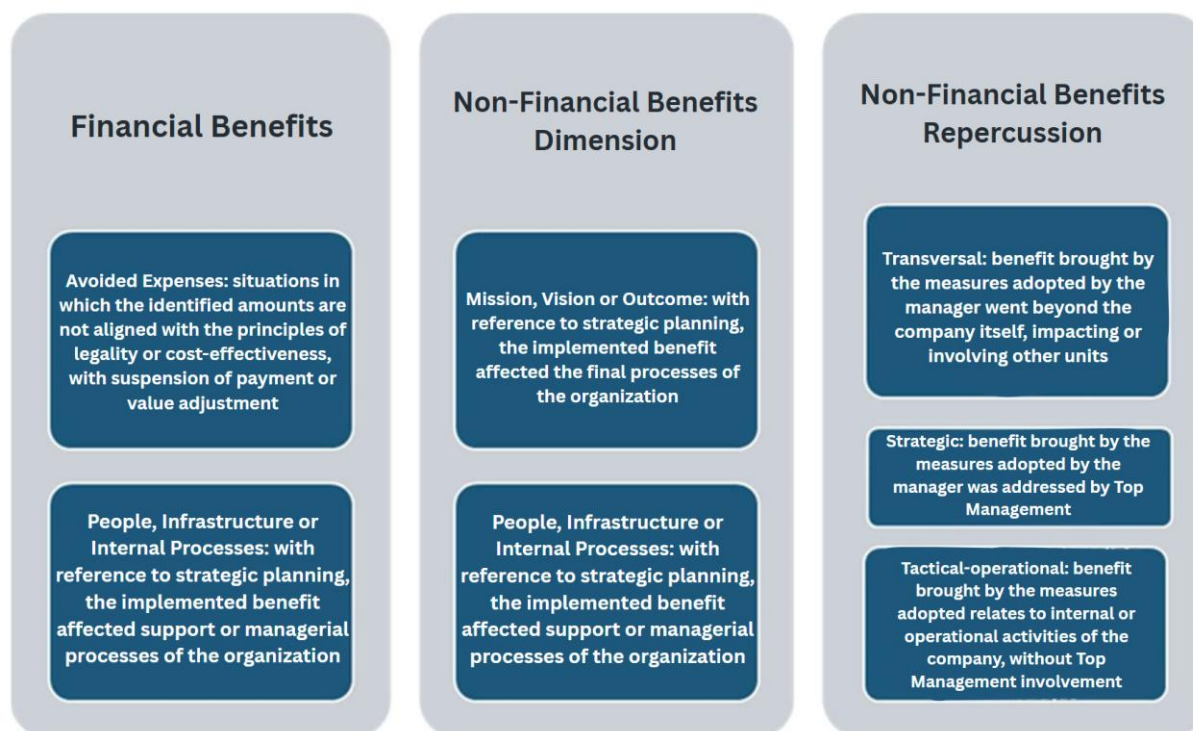 Financial Benefits
Avoided Expenses: situations in
which the identified amounts are
not aligned with the principles of
legality or cost-effectiveness,
with suspension of payment or
value adjustment
People, Infrastructure or
Internal Processes: with
reference to strategic planning,
the implemented benefit
affected support or managerial
processes of the organization
Non-Financial Benefits
Dimension
Mission, Vision or Outcome: with
reference to strategic planning,
the implemented benefit
affected the final processes of
the organization
People, Infrastructure or
Internal Processes: with
reference to strategic planning,
the implemented benefit
affected support or managerial
processes of the organization
Non-Financial Benefits
Repercussion
Transversal: benefit brought by
the measures adopted by the
manager went beyond the
company itself, impacting or
involving other units
Strategic: benefit brought by the
measures adopted by the
manager was addressed by Top
Management
Tactical-operational: benefit
brought by the measures
adopted relates to internal or
operational activities of the
company, without Top
Management involvement